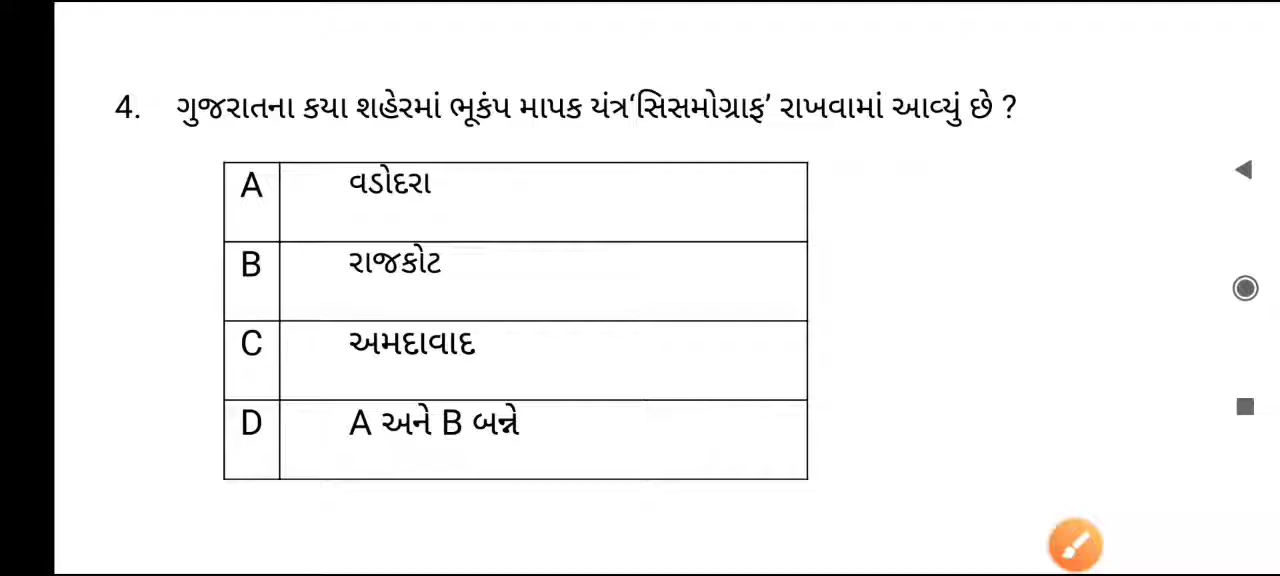 4. ગુજરાતના કયા શહેરમાં ભૂકંપ માપક યંત્ર‘સિસમોગ્રાફ’ રાખવામાં આવ્યું છે ?
A વડોદરા
B રાજકોટ
C અમદાવાદ
D A અને B બન્ને